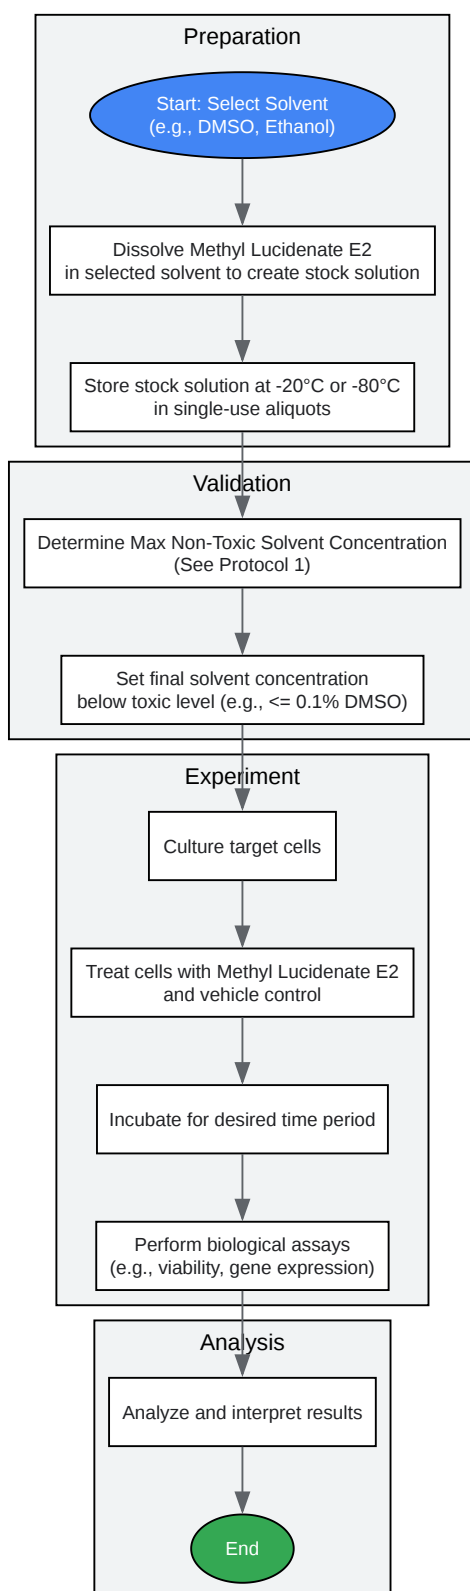 Preparation
Start: Select Solvent
(e.g., DMSO, Ethanol)
Dissolve Methyl Lucidenate E2
in selected solvent to create stock solution
Store stock solution at -20°C or -80°C
in single-use aliquots
Validation
Determine Max Non-Toxic Solvent Concentration
(See Protocol 1)
Set final solvent concentration
below toxic level (e.g., <= 0.1% DMSO)
Experiment
Culture target cells
Treat cells with Methyl Lucidenate E2
and vehicle control
Incubate for desired time period
Perform biological assays
(e.g., viability, gene expression)
Analysis
Analyze and interpret results
End